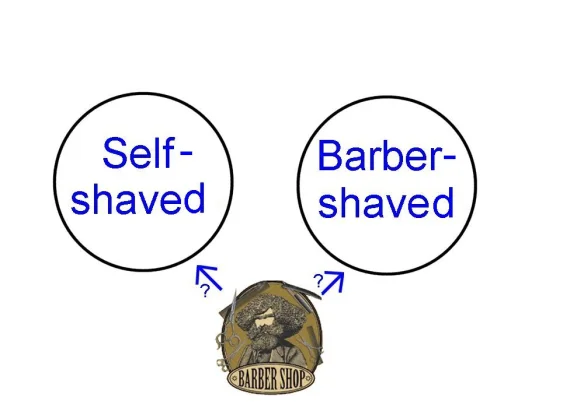 Self-
shaved
Barber-
shaved
?
?
BARBER SHOP